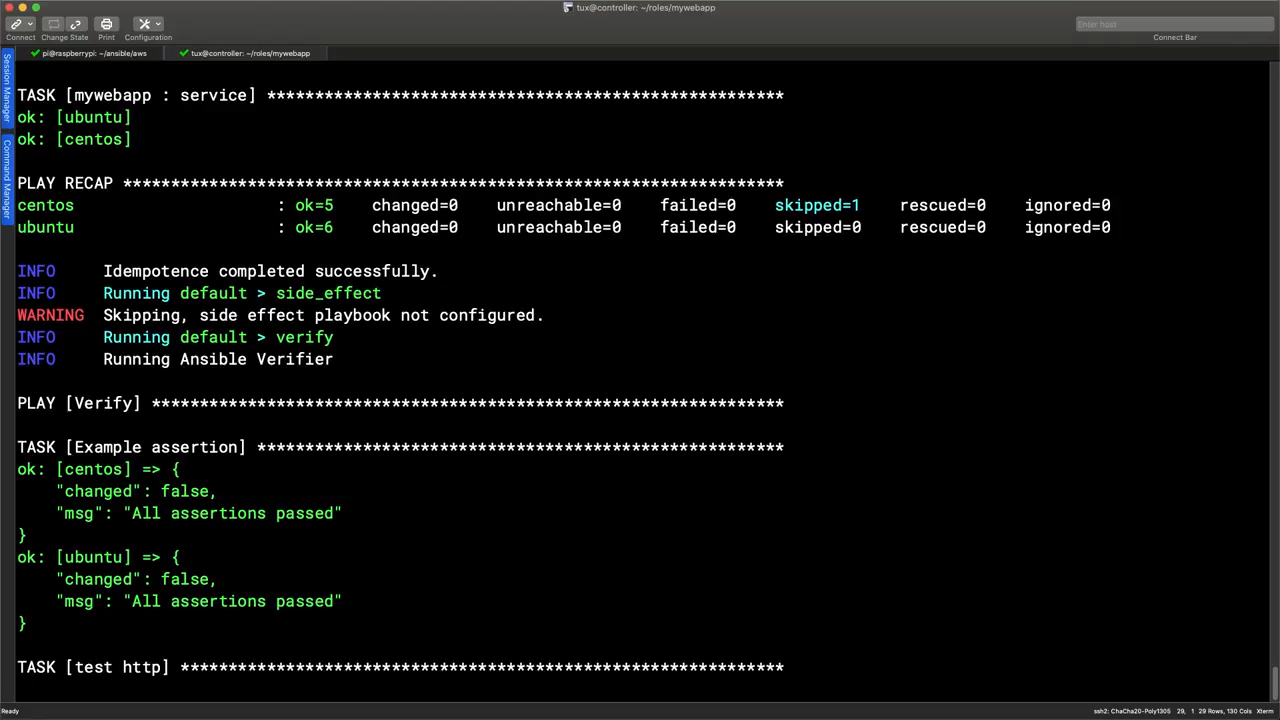 tux@controller: ~/roles/mywebapp
Connect
Change State
Print
Configuration
Enter host
Connect Bar
pi@raspberrypi: ~/ansible/aws
tux@controller: ~/roles/mywebapp
Session Manager
Command Manager
TASK [mywebapp : service] ******************************************************
ok: [ubuntu]
ok: [centos]
PLAY RECAP *********************************************************************
centos                     : ok=5    changed=0    unreachable=0    failed=0    skipped=1    rescued=0    ignored=0
ubuntu                     : ok=6    changed=0    unreachable=0    failed=0    skipped=0    rescued=0    ignored=0
INFO     Idempotence completed successfully.
INFO     Running default > side_effect
WARNING  Skipping, side effect playbook not configured.
INFO     Running default > verify
INFO     Running Ansible Verifier
PLAY [Verify] ******************************************************************
TASK [Example assertion] *******************************************************
ok: [centos] => {
    "changed": false,
    "msg": "All assertions passed"
}
ok: [ubuntu] => {
    "changed": false,
    "msg": "All assertions passed"
}
TASK [test http] ***************************************************************
Ready
ssh2: ChaCha20-Poly1305    29,  1  29 Rows, 130 Cols    Xterm